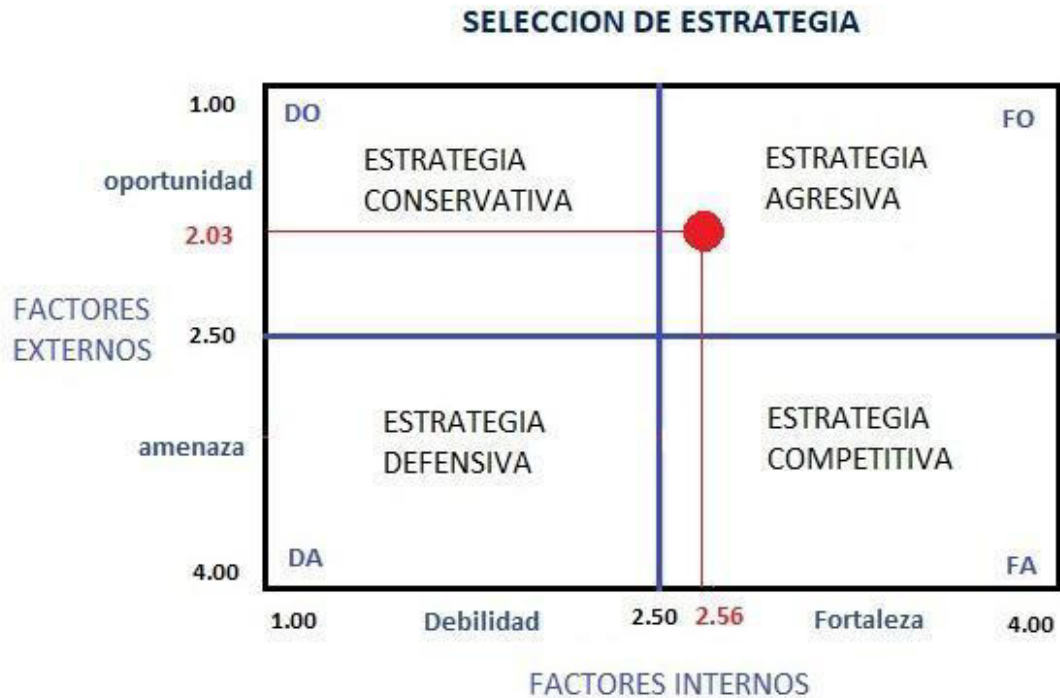 SELECCION DE ESTRATEGIA
1.00
DO
FO
oportunidad
ESTRATEGIA
CONSERVATIVA
ESTRATEGIA
AGRESIVA
2.03
FACTORES
EXTERNOS
2.50
amenaza
ESTRATEGIA
DEFENSIVA
ESTRATEGIA
COMPETITIVA
4.00
DA
FA
1.00
Debilidad
2.50
2.56
Fortaleza
4.00
FACTORES INTERNOS